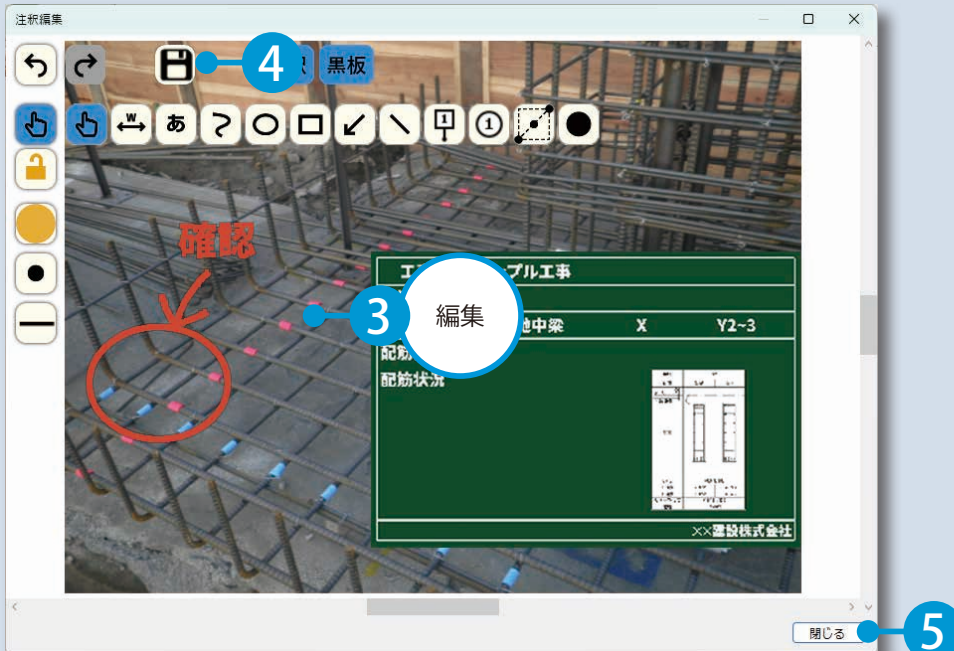 注釈編集
4
黒板
W
あ
1
1
確認
プル工事
3
編集
地中梁 X Y2~3
配筋
配筋状況
××建設株式会社
閉じる
5